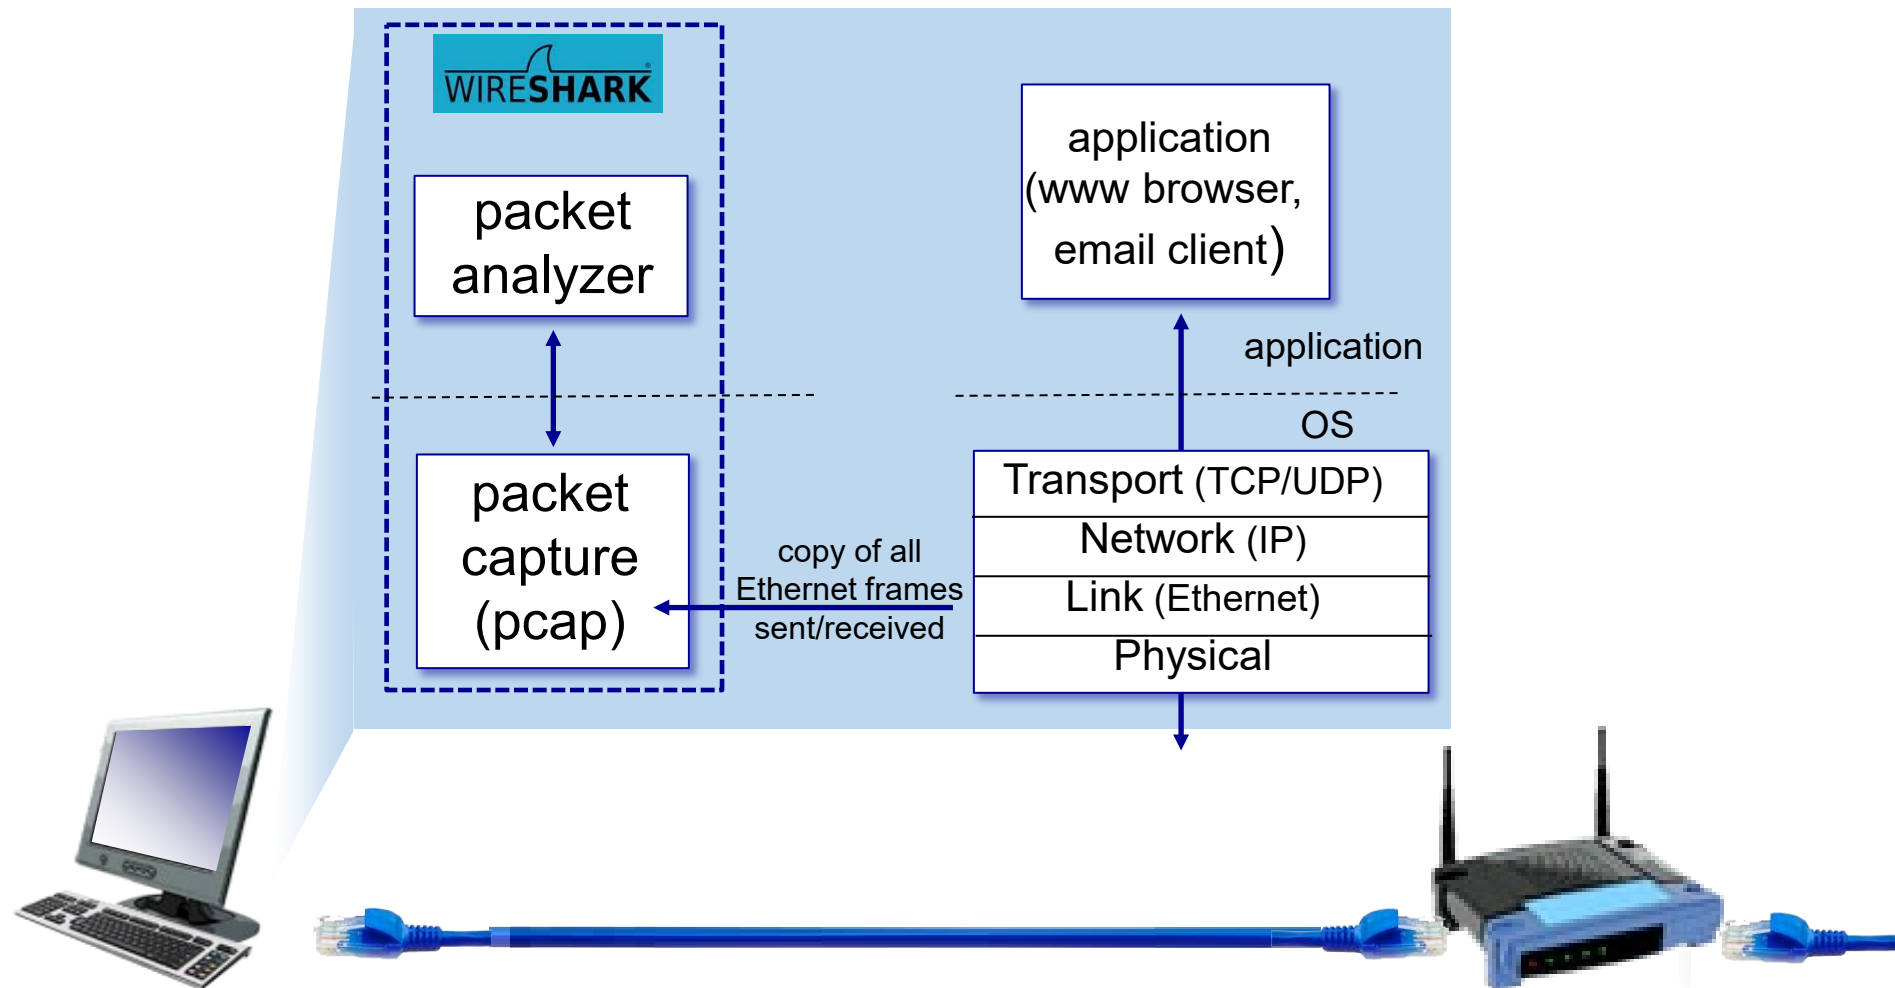 WIRESHARK
packet
analyzer
packet
capture
(pcap)
copy of all
Ethernet frames
sent/received
application
(www browser,
email client)
application
OS
Transport (TCP/UDP)
Network (IP)
Link (Ethernet)
Physical